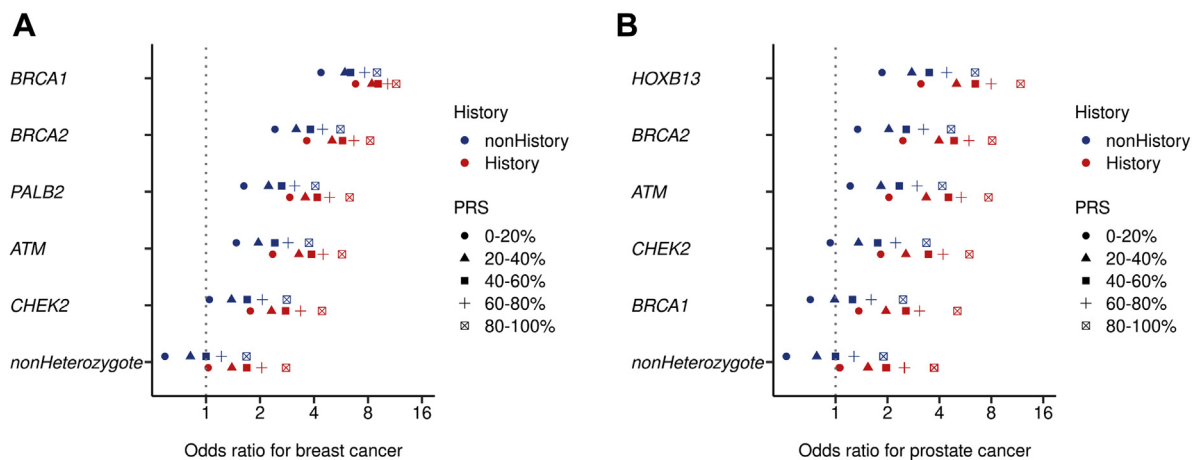 A
BRCA1
BRCA2
PALB2
ATM
CHEK2
nonHeterozygote
1 2 4 8 16
Odds ratio for breast cancer
History
nonHistory
History
PRS
0-20%
20-40%
40-60%
60-80%
80-100%
B
HOXB13
BRCA2
ATM
CHEK2
BRCA1
nonHeterozygote
1 2 4 8 16
Odds ratio for prostate cancer
History
nonHistory
History
PRS
0-20%
20-40%
40-60%
60-80%
80-100%